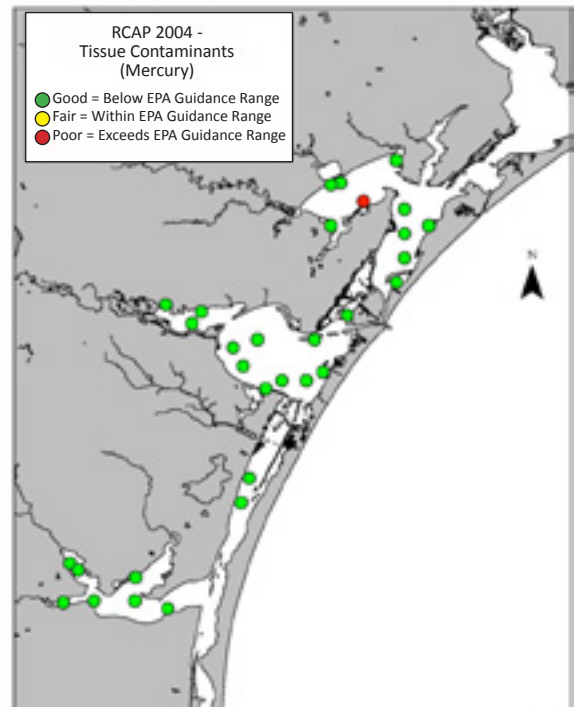 RCAP 2004 -
Tissue Contaminants
(Mercury)
Good = Below EPA Guidance Range
Fair = Within EPA Guidance Range
Poor = Exceeds EPA Guidance Range
N